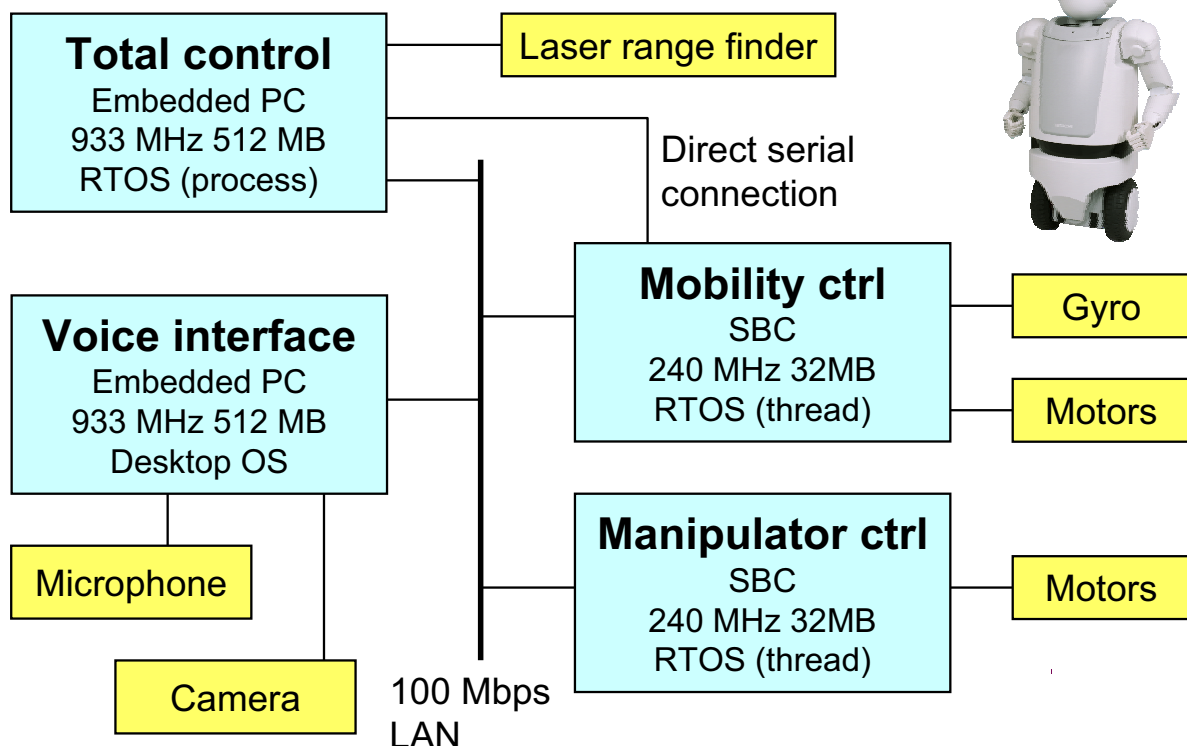 Total control
Embedded PC
933 MHz 512 MB
RTOS (process)
Laser range finder
Direct serial
connection
Mobility ctrl
SBC
240 MHz 32MB
RTOS (thread)
Gyro
Motors
Voice interface
Embedded PC
933 MHz 512 MB
Desktop OS
Microphone
Camera
100 Mbps
LAN
Manipulator ctrl
SBC
240 MHz 32MB
RTOS (thread)
Motors